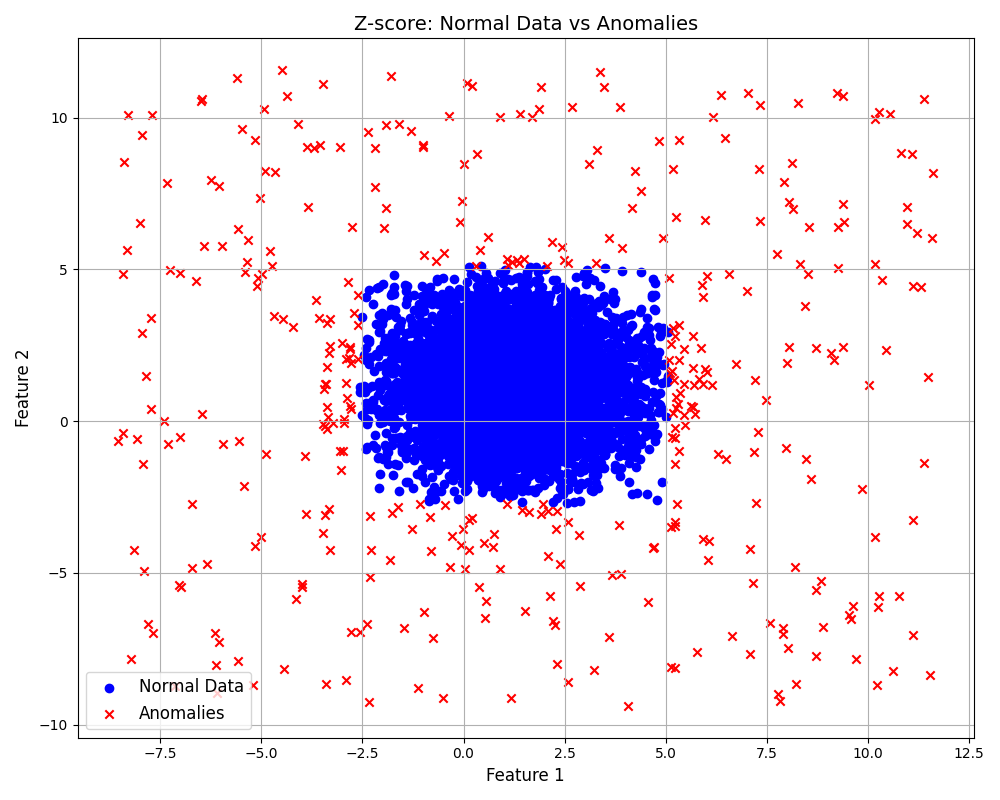 Z-score: Normal Data vs Anomalies
Feature 2
10
5
0
−5
−10
Normal Data
Anomalies
−7.5 −5.0 −2.5 0.0 2.5 5.0 7.5 10.0 12.5
Feature 1